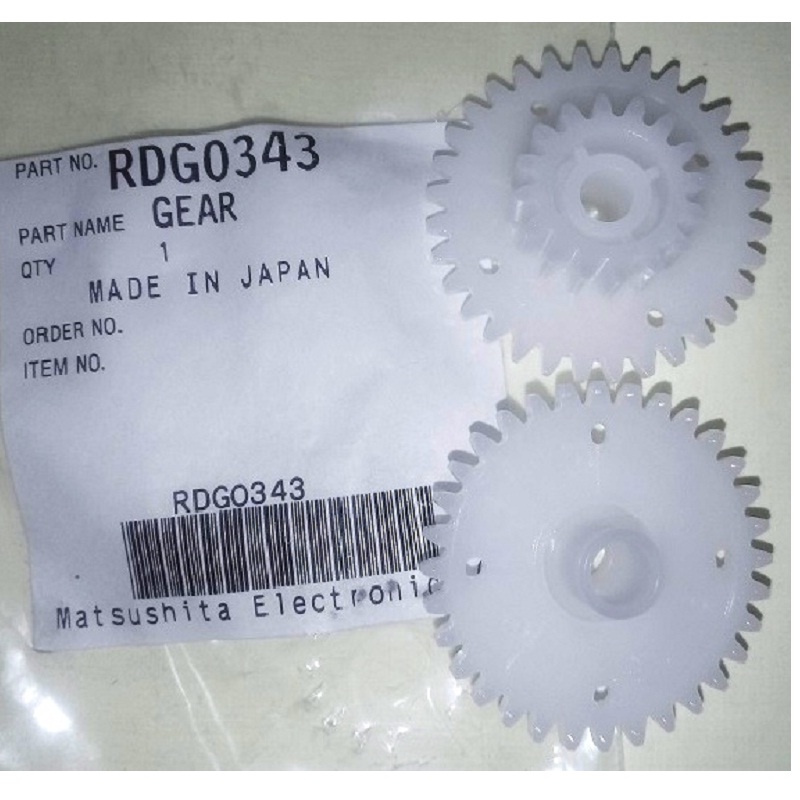 PART NO. RDG0343
PART NAME GEAR
QTY 1
MADE IN JAPAN
ORDER NO.
ITEM NO.
RDG0343
Matsushita Electronic